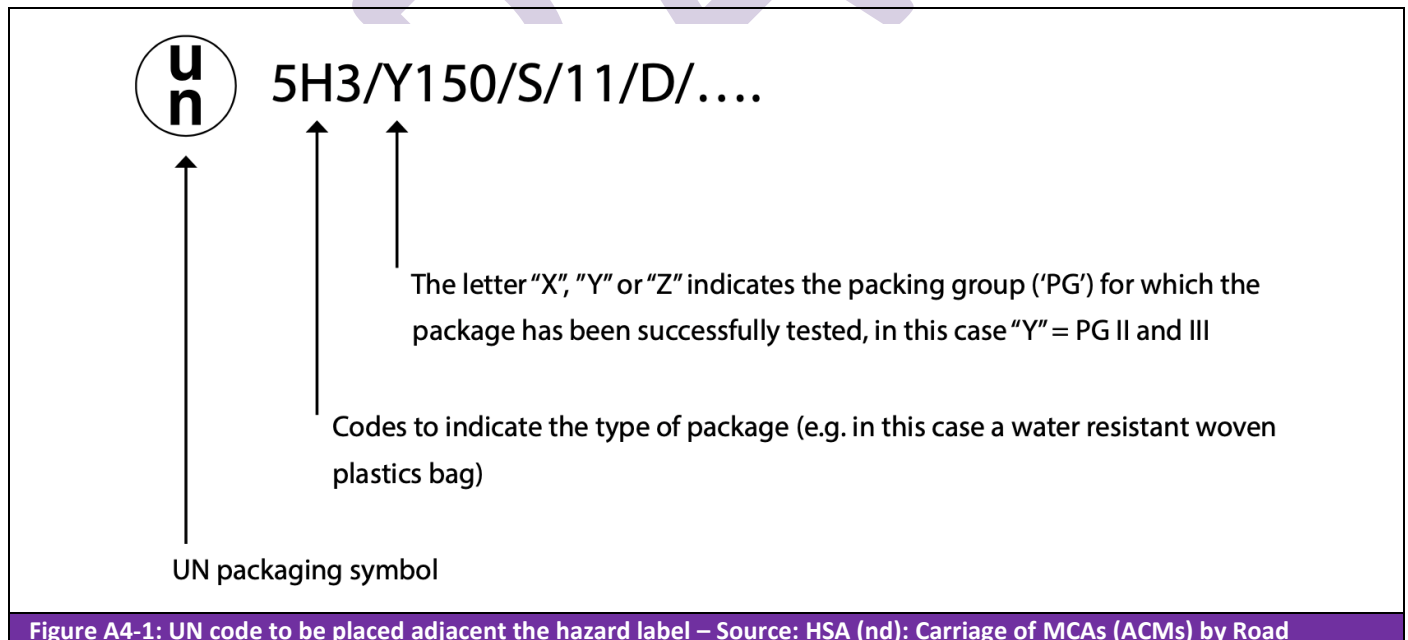 u
n
5H3/Y150/S/11/D/….
The letter “X”, ”Y” or “Z” indicates the packing group (‘PG’) for which the
package has been successfully tested, in this case “Y” = PG II and III
Codes to indicate the type of package (e.g. in this case a water resistant woven
plastics bag)
UN packaging symbol
Figure A4-1: UN code to be placed adjacent the hazard label – Source: HSA (nd): Carriage of MCAs (ACMs) by Road